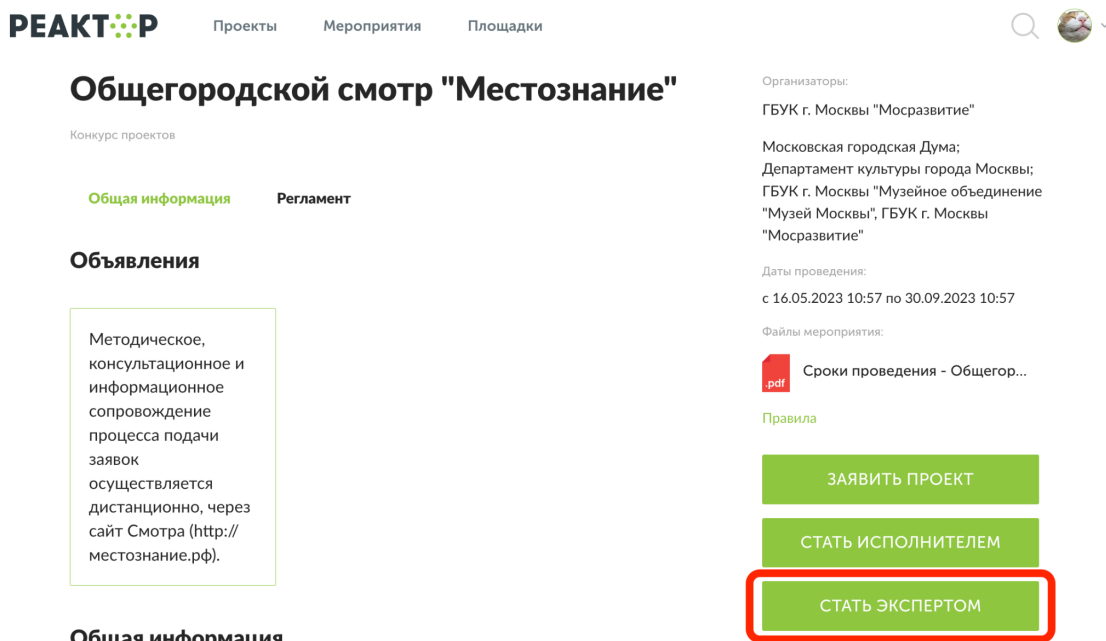 РЕАКТОР
Проекты Мероприятия Площадки
Общегородской смотр "Местознание"
Конкурс проектов
Общая информация Регламент
Объявления
Методическое,
консультационное и
информационное
сопровождение
процесса подачи
заявок
осуществляется
дистанционно, через
сайт Смотра (http://
местознание.рф).
Общая информация
Организаторы:
ГБУК г. Москвы "Мосразвитие"
Московская городская Дума;
Департамент культуры города Москвы;
ГБУК г. Москвы "Музейное объединение
"Музей Москвы", ГБУК г. Москвы
"Мосразвитие"
Даты проведения:
с 16.05.2023 10:57 по 30.09.2023 10:57
Файлы мероприятия:
.pdf Сроки проведения - Общегор...
Правила
ЗАЯВИТЬ ПРОЕКТ
СТАТЬ ИСПОЛНИТЕЛЕМ
СТАТЬ ЭКСПЕРТОМ